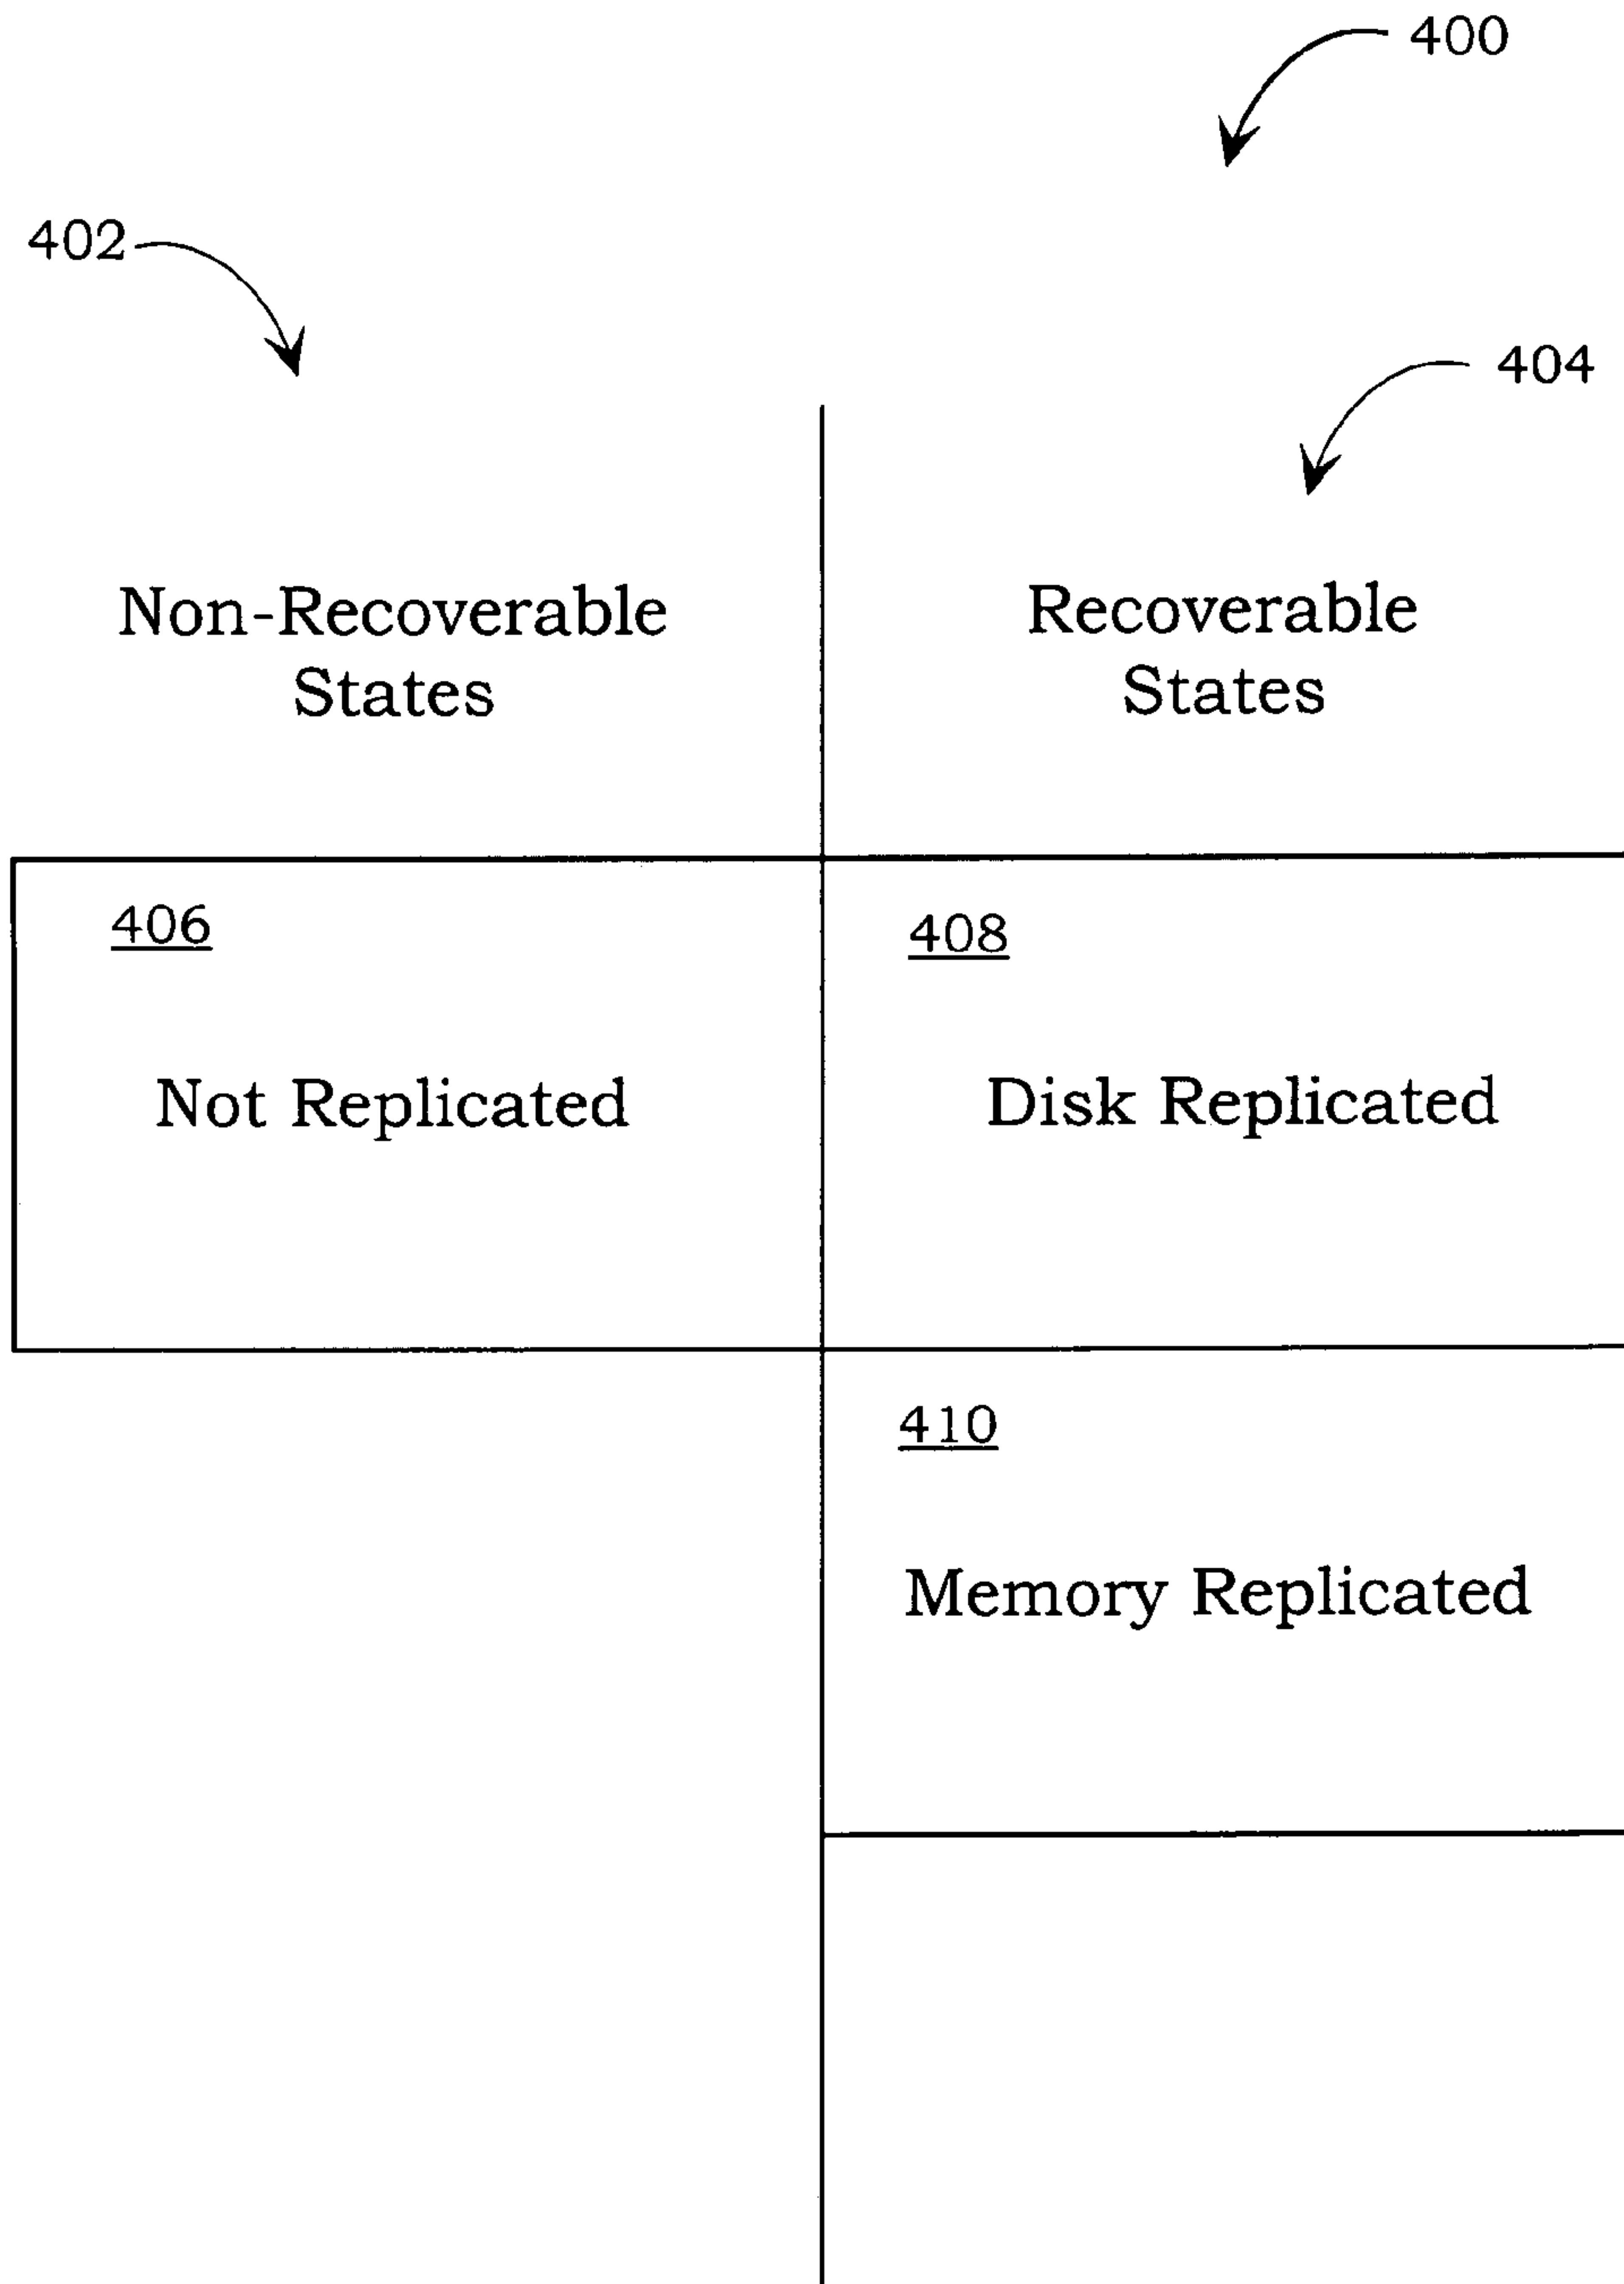 400
402
404
Non-Recoverable
States
Recoverable
States
406
408
Not Replicated
Disk Replicated
410
Memory Replicated